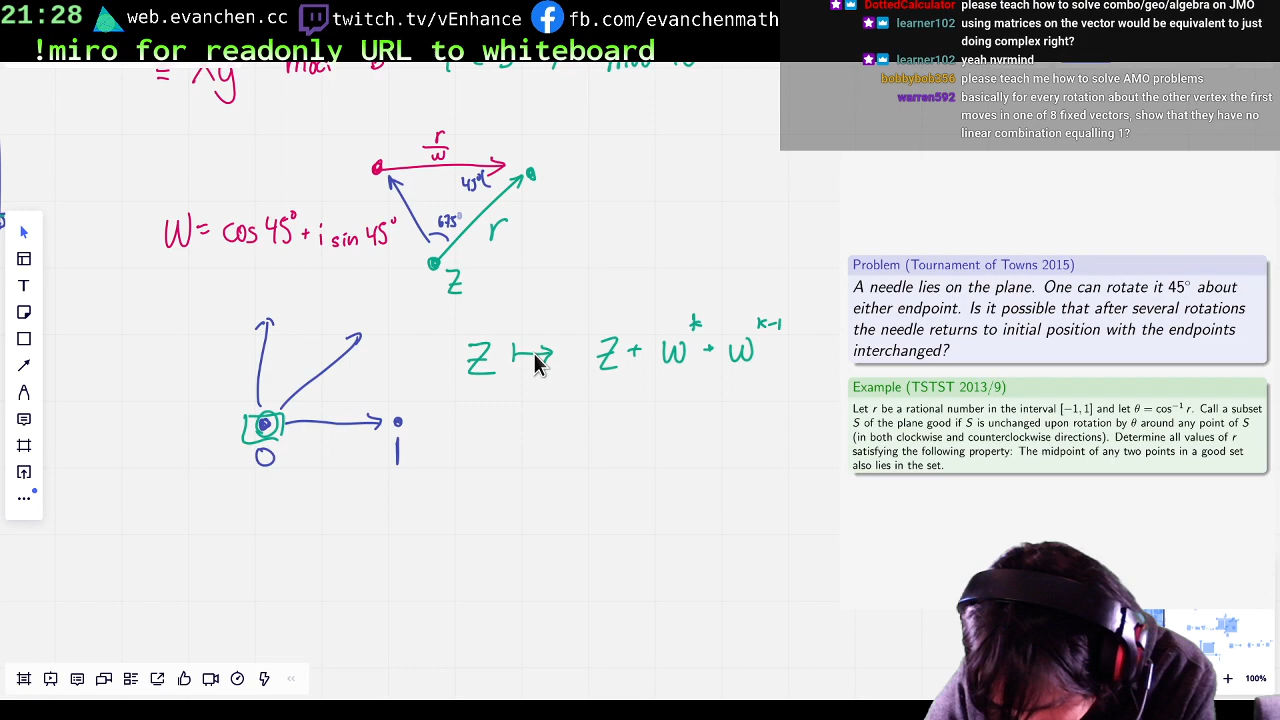 21:28 web.evanchen.cc twitch.tv/vEnhance fb.com/evanchenmath
!miro for readonly URL to whiteboard
DottedCalculator please teach how to solve combo/geo/algebra on JMO
learner102 using matrices on the vector would be equivalent to just
doing complex right?
learner102 yeah nvrmind
bobbybob356 please teach me how to solve AMO problems
warren592 basically for every rotation about the other vertex the first
moves in one of 8 fixed vectors, show that they have no
linear combination equalling 1?
r
w
45°
67.5°
r
W = cos 45° + i sin 45°
Z
Z ↦ Z + w^k + w^k-1
0
1
Problem (Tournament of Towns 2015)
A needle lies on the plane. One can rotate it 45° about
either endpoint. Is it possible that after several rotations
the needle returns to initial position with the endpoints
interchanged?
Example (TSTST 2013/9)
Let r be a rational number in the interval [−1, 1] and let θ = cos⁻¹ r. Call a subset
S of the plane good if S is unchanged upon rotation by θ around any point of S
(in both clockwise and counterclockwise directions). Determine all values of r
satisfying the following property: The midpoint of any two points in a good set
also lies in the set.
T
100%